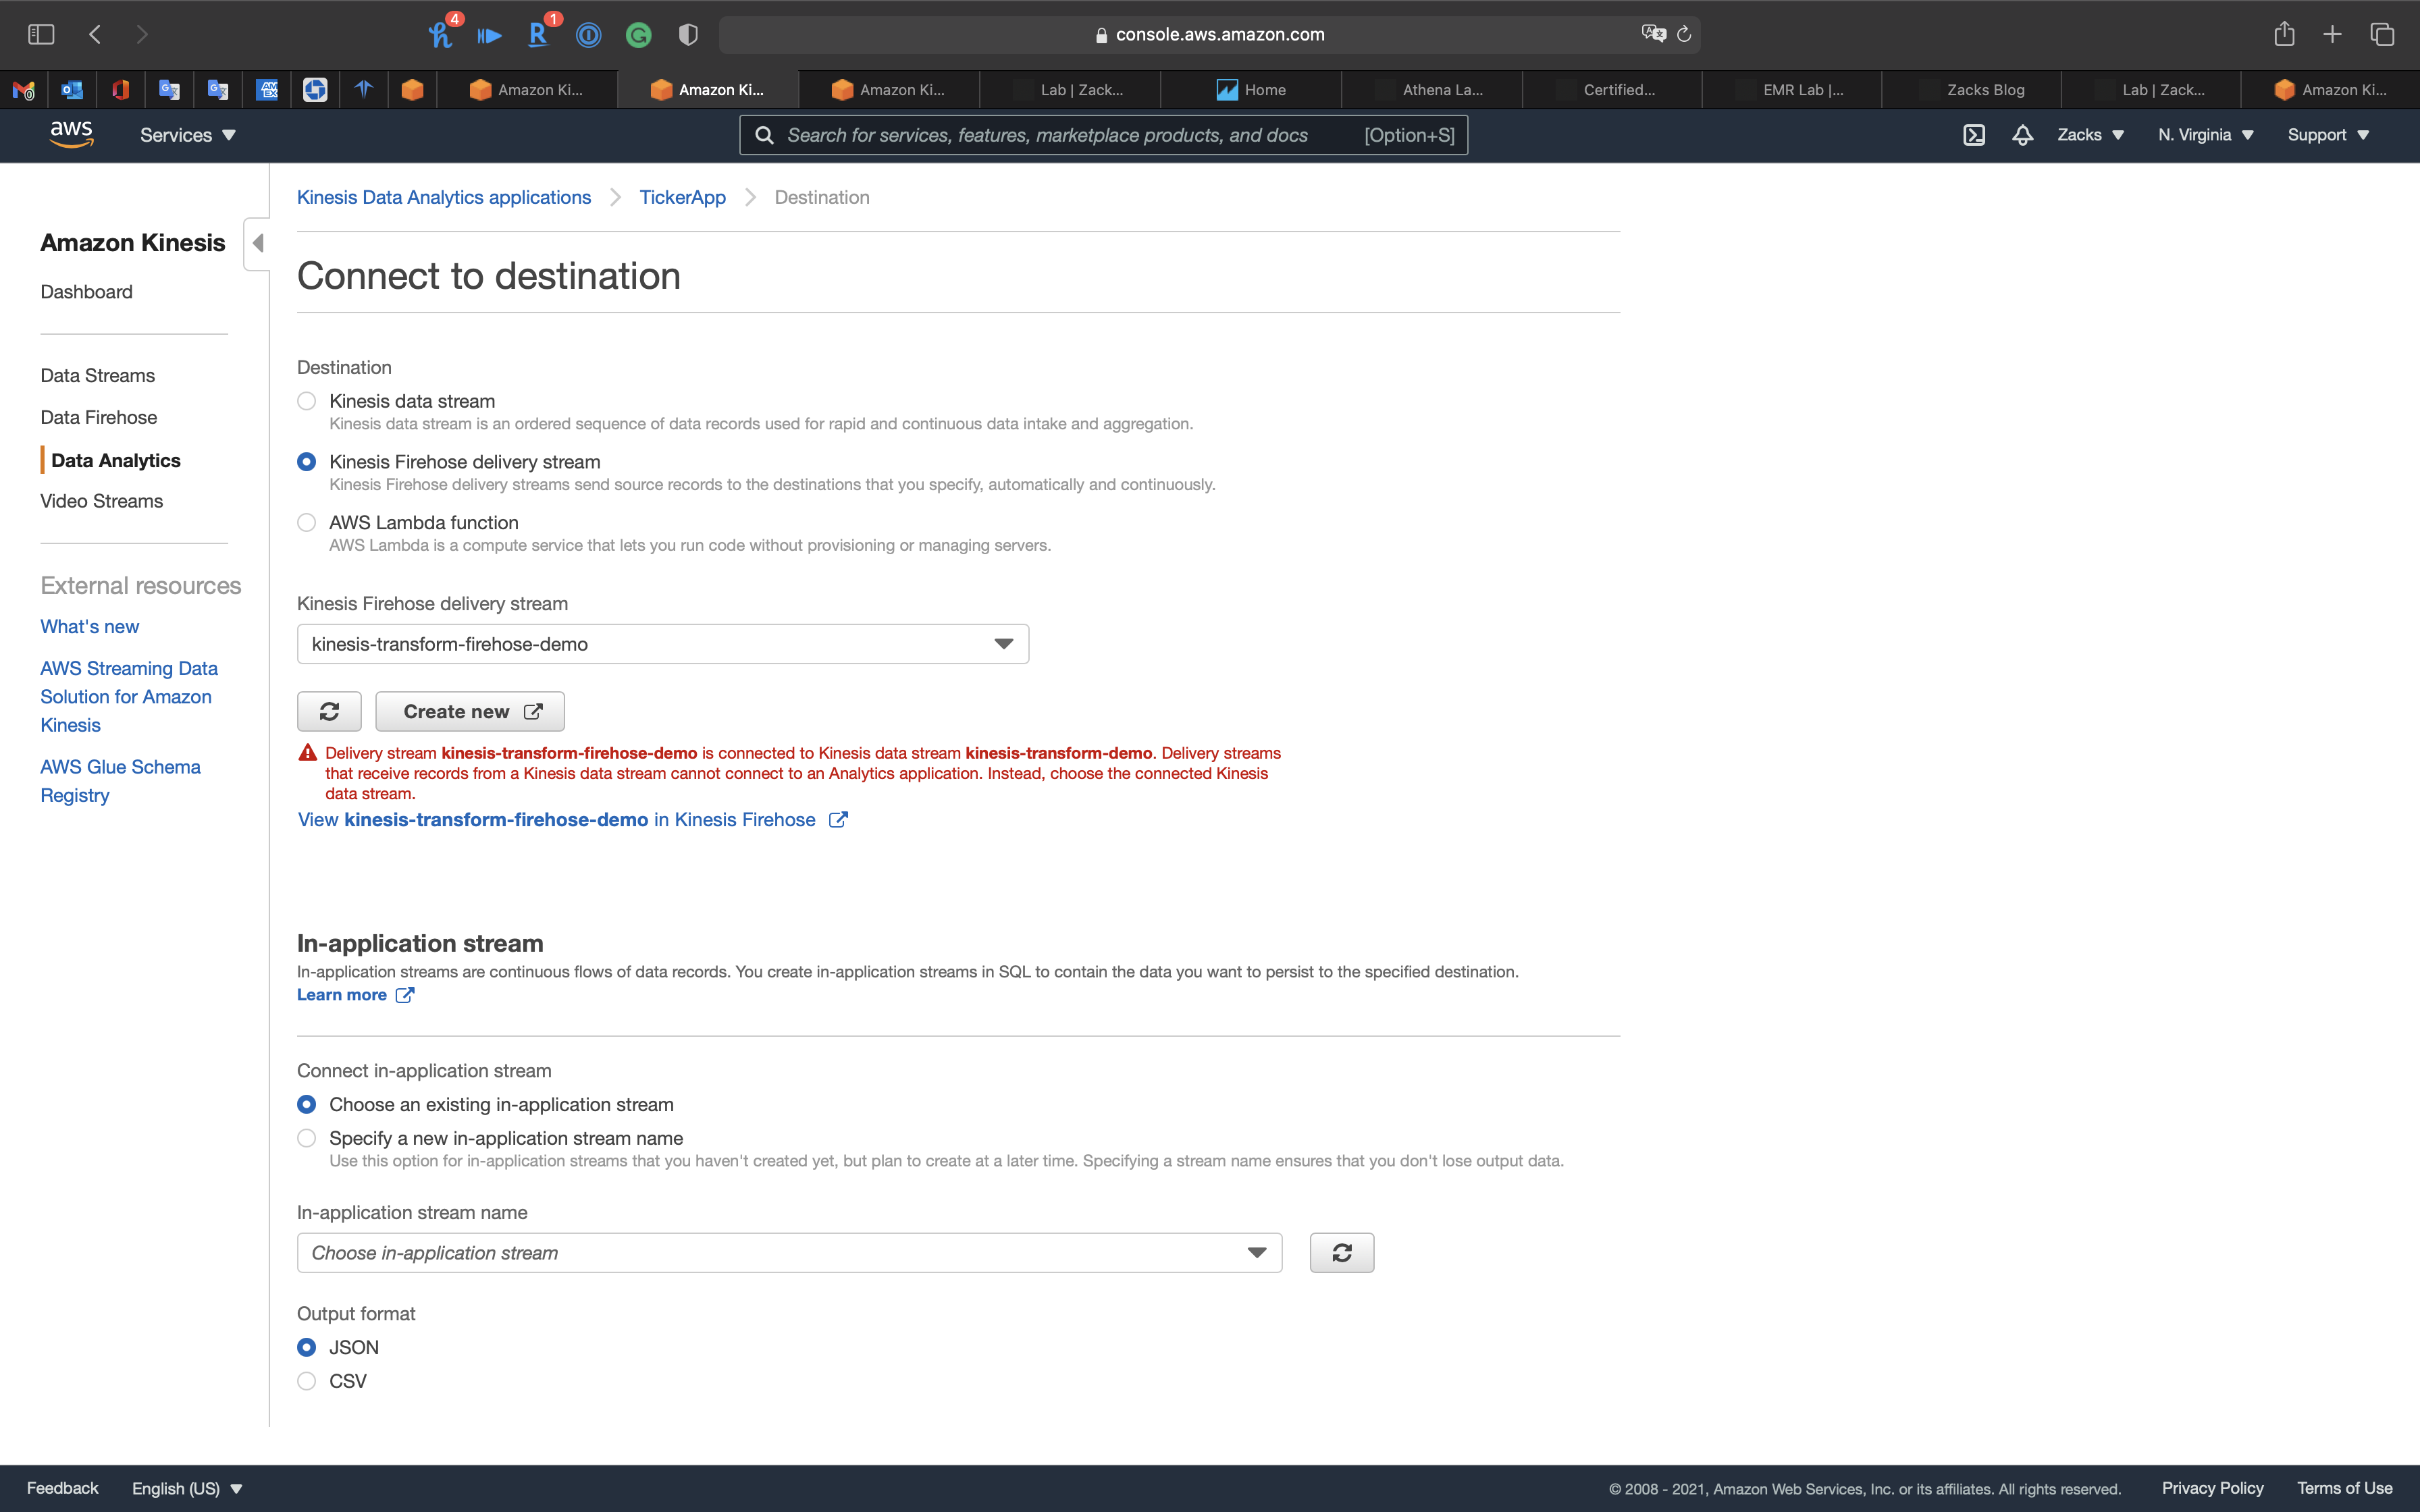 4
1
console.aws.amazon.com
Amazon Ki...
Amazon Ki...
Amazon Ki...
Lab | Zack...
Home
Athena La...
Certified...
EMR Lab |...
Zacks Blog
Lab | Zack...
Amazon Ki...
aws
Services
Search for services, features, marketplace products, and docs
[Option+S]
Zacks
N. Virginia
Support
Amazon Kinesis
Dashboard
Data Streams
Data Firehose
Data Analytics
Video Streams
External resources
What's new
AWS Streaming Data
Solution for Amazon
Kinesis
AWS Glue Schema
Registry
Kinesis Data Analytics applications
TickerApp
Destination
Connect to destination
Destination
Kinesis data stream
Kinesis data stream is an ordered sequence of data records used for rapid and continuous data intake and aggregation.
Kinesis Firehose delivery stream
Kinesis Firehose delivery streams send source records to the destinations that you specify, automatically and continuously.
AWS Lambda function
AWS Lambda is a compute service that lets you run code without provisioning or managing servers.
Kinesis Firehose delivery stream
kinesis-transform-firehose-demo
Create new
Delivery stream kinesis-transform-firehose-demo is connected to Kinesis data stream kinesis-transform-demo. Delivery streams
that receive records from a Kinesis data stream cannot connect to an Analytics application. Instead, choose the connected Kinesis
data stream.
View kinesis-transform-firehose-demo in Kinesis Firehose
In-application stream
In-application streams are continuous flows of data records. You create in-application streams in SQL to contain the data you want to persist to the specified destination.
Learn more
Connect in-application stream
Choose an existing in-application stream
Specify a new in-application stream name
Use this option for in-application streams that you haven't created yet, but plan to create at a later time. Specifying a stream name ensures that you don't lose output data.
In-application stream name
Choose in-application stream
Output format
JSON
CSV
Feedback
English (US)
© 2008 - 2021, Amazon Web Services, Inc. or its affiliates. All rights reserved.
Privacy Policy
Terms of Use